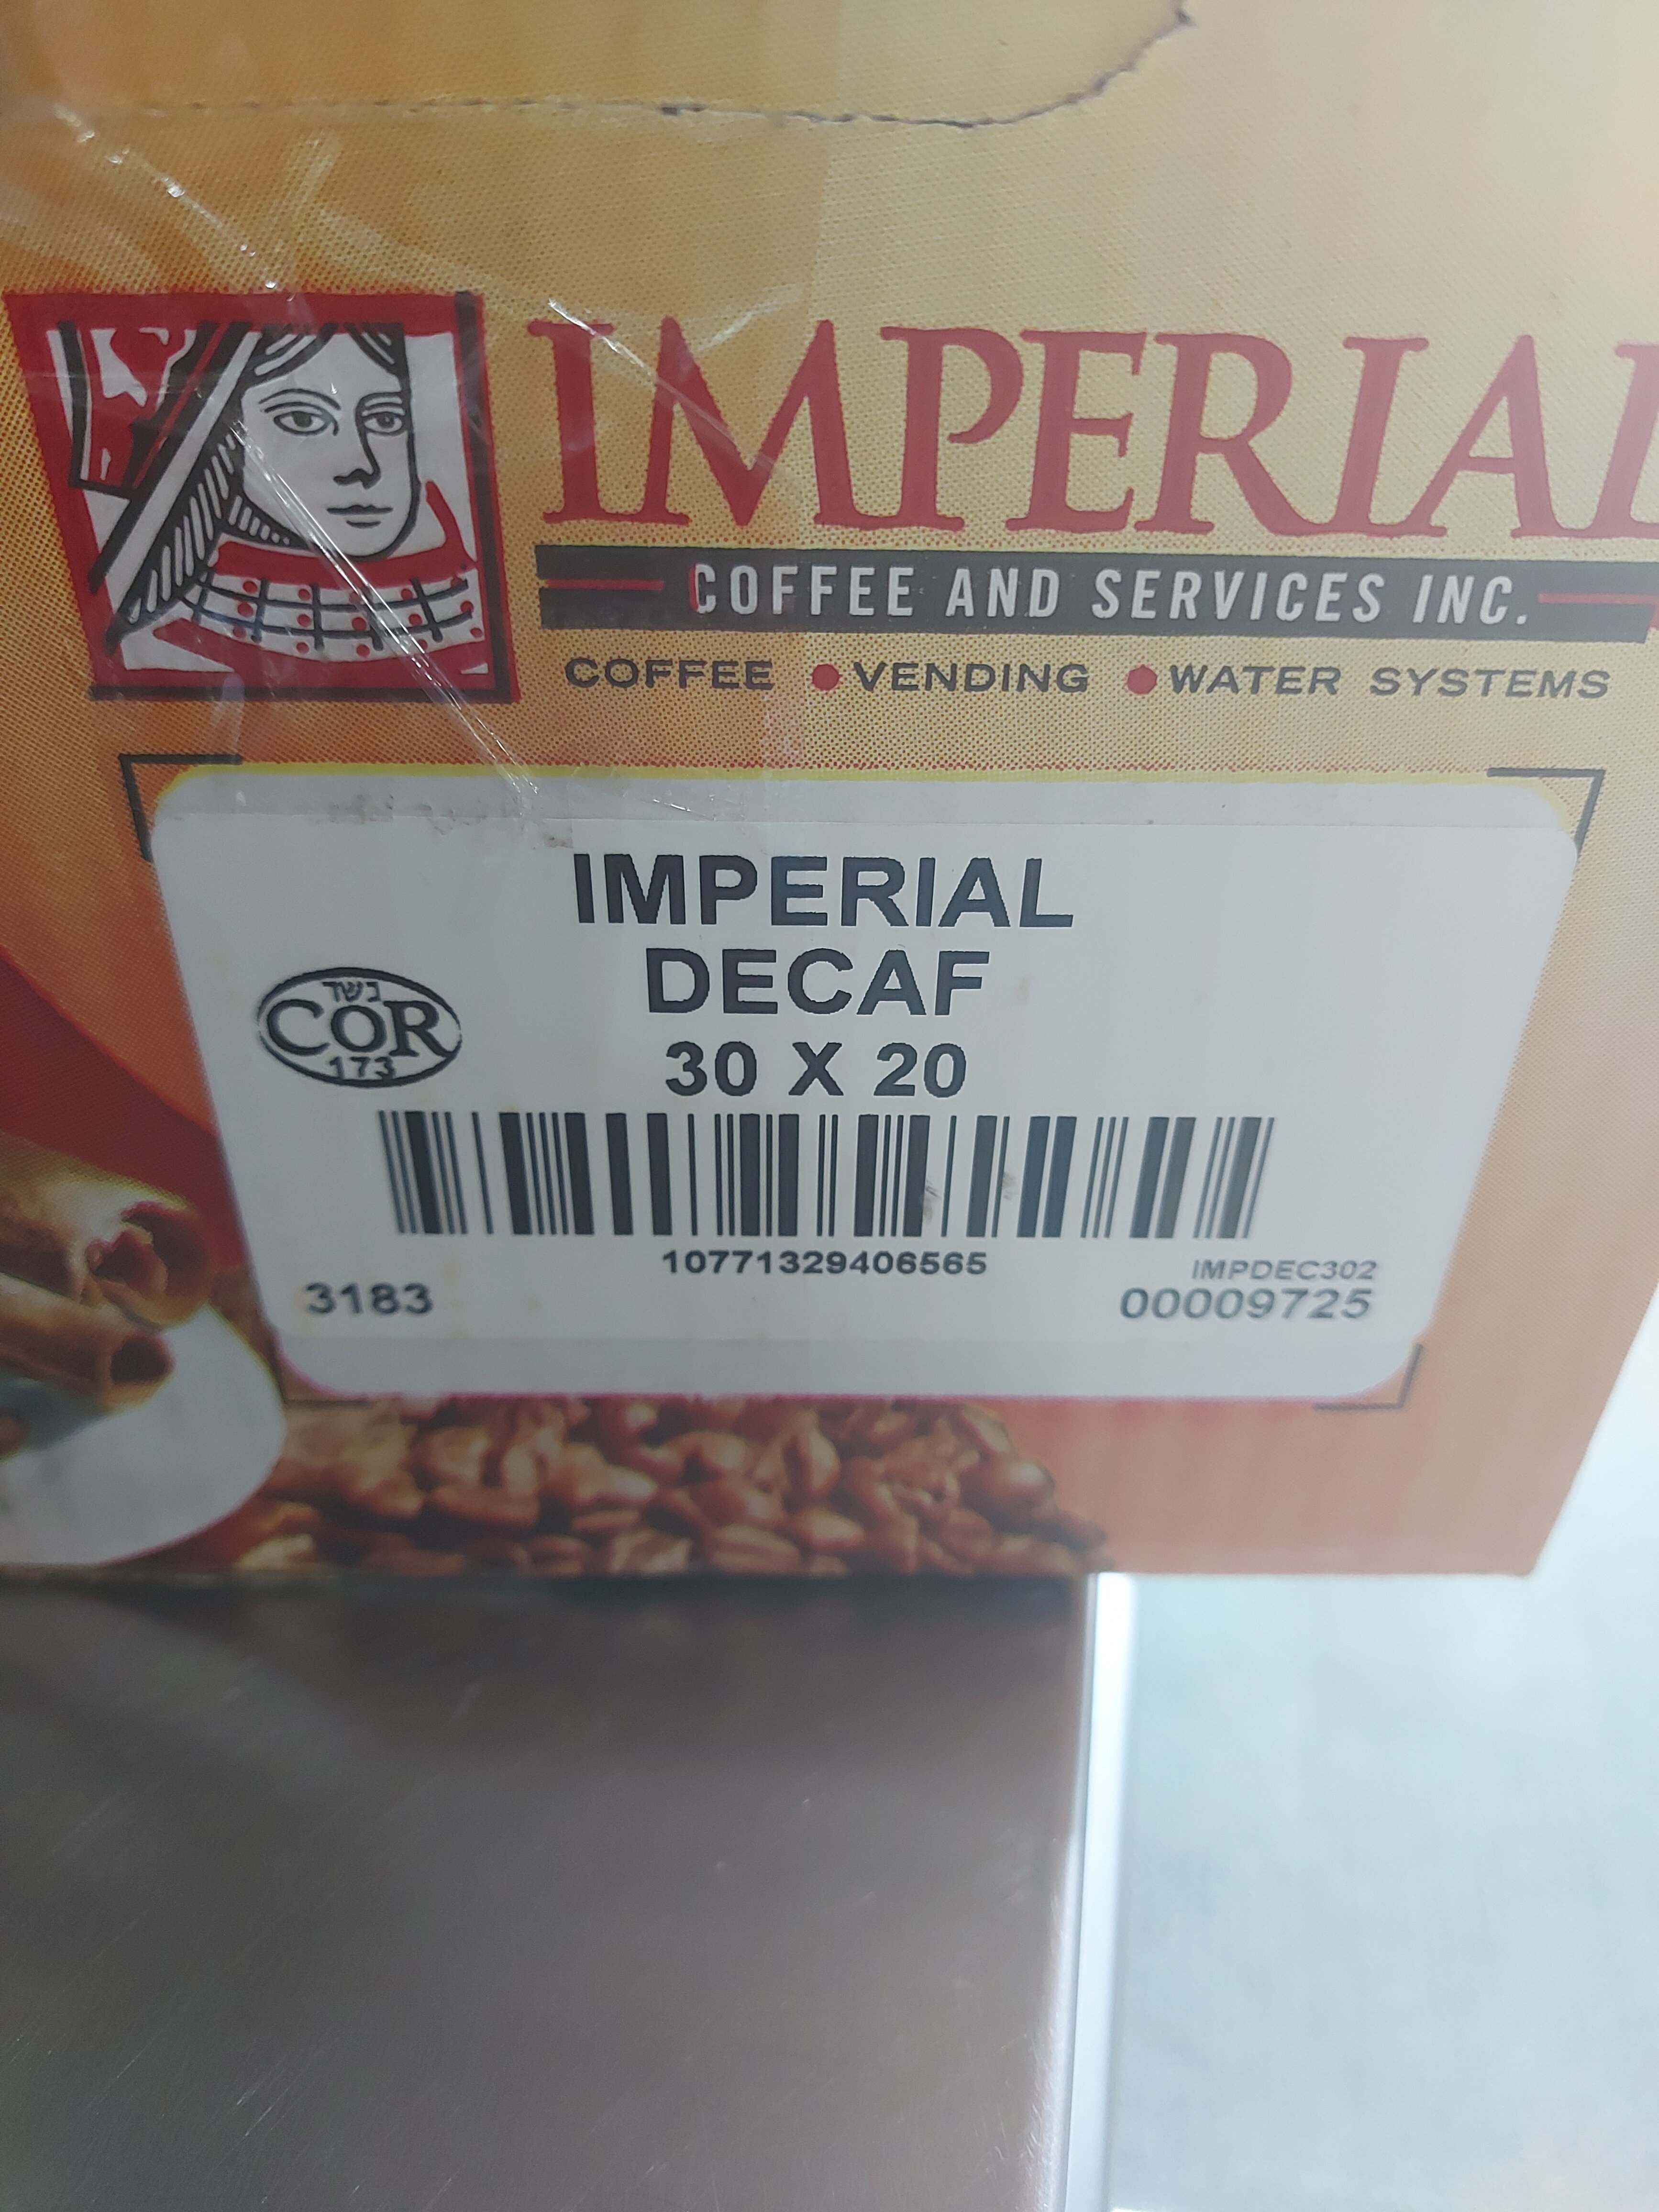 IMPERIAL
COFFEE AND SERVICES INC.
COFFEE • VENDING • WATER SYSTEMS
IMPERIAL
DECAF
30 X 20
כשר
COR
173
10771329406565
IMPDEC302
3183
00009725